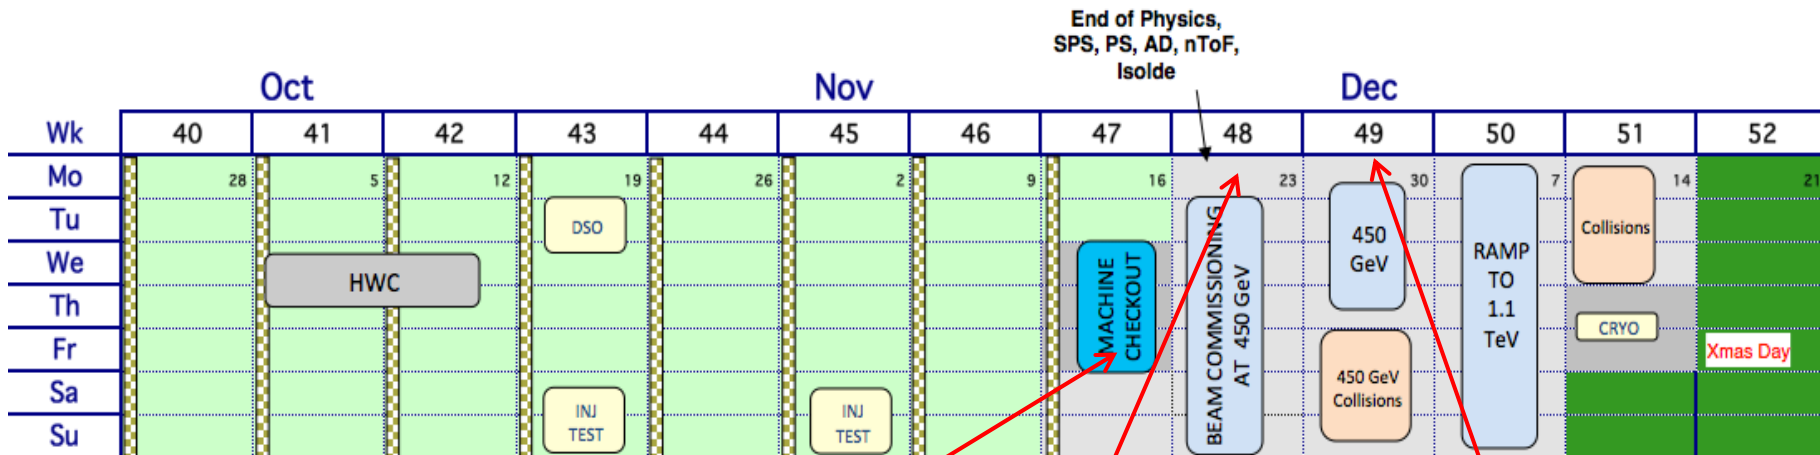 End of Physics,
SPS, PS, AD, nToF,
Isolde
Oct Nov Dec
Wk 40 41 42 43 44 45 46 47 48 49 50 51 52
Mo 28 5 12 19 26 2 9 16 23 30 7 14 21
Tu
We
Th
Fr
Sa
Su
HWC
DSO
INJ
TEST
INJ
TEST
MACHINE
CHECKOUT
BEAM COMMISSIONING
AT 450 GeV
450
GeV
450 GeV
Collisions
RAMP
TO
1.1
TeV
Collisions
CRYO
Xmas Day